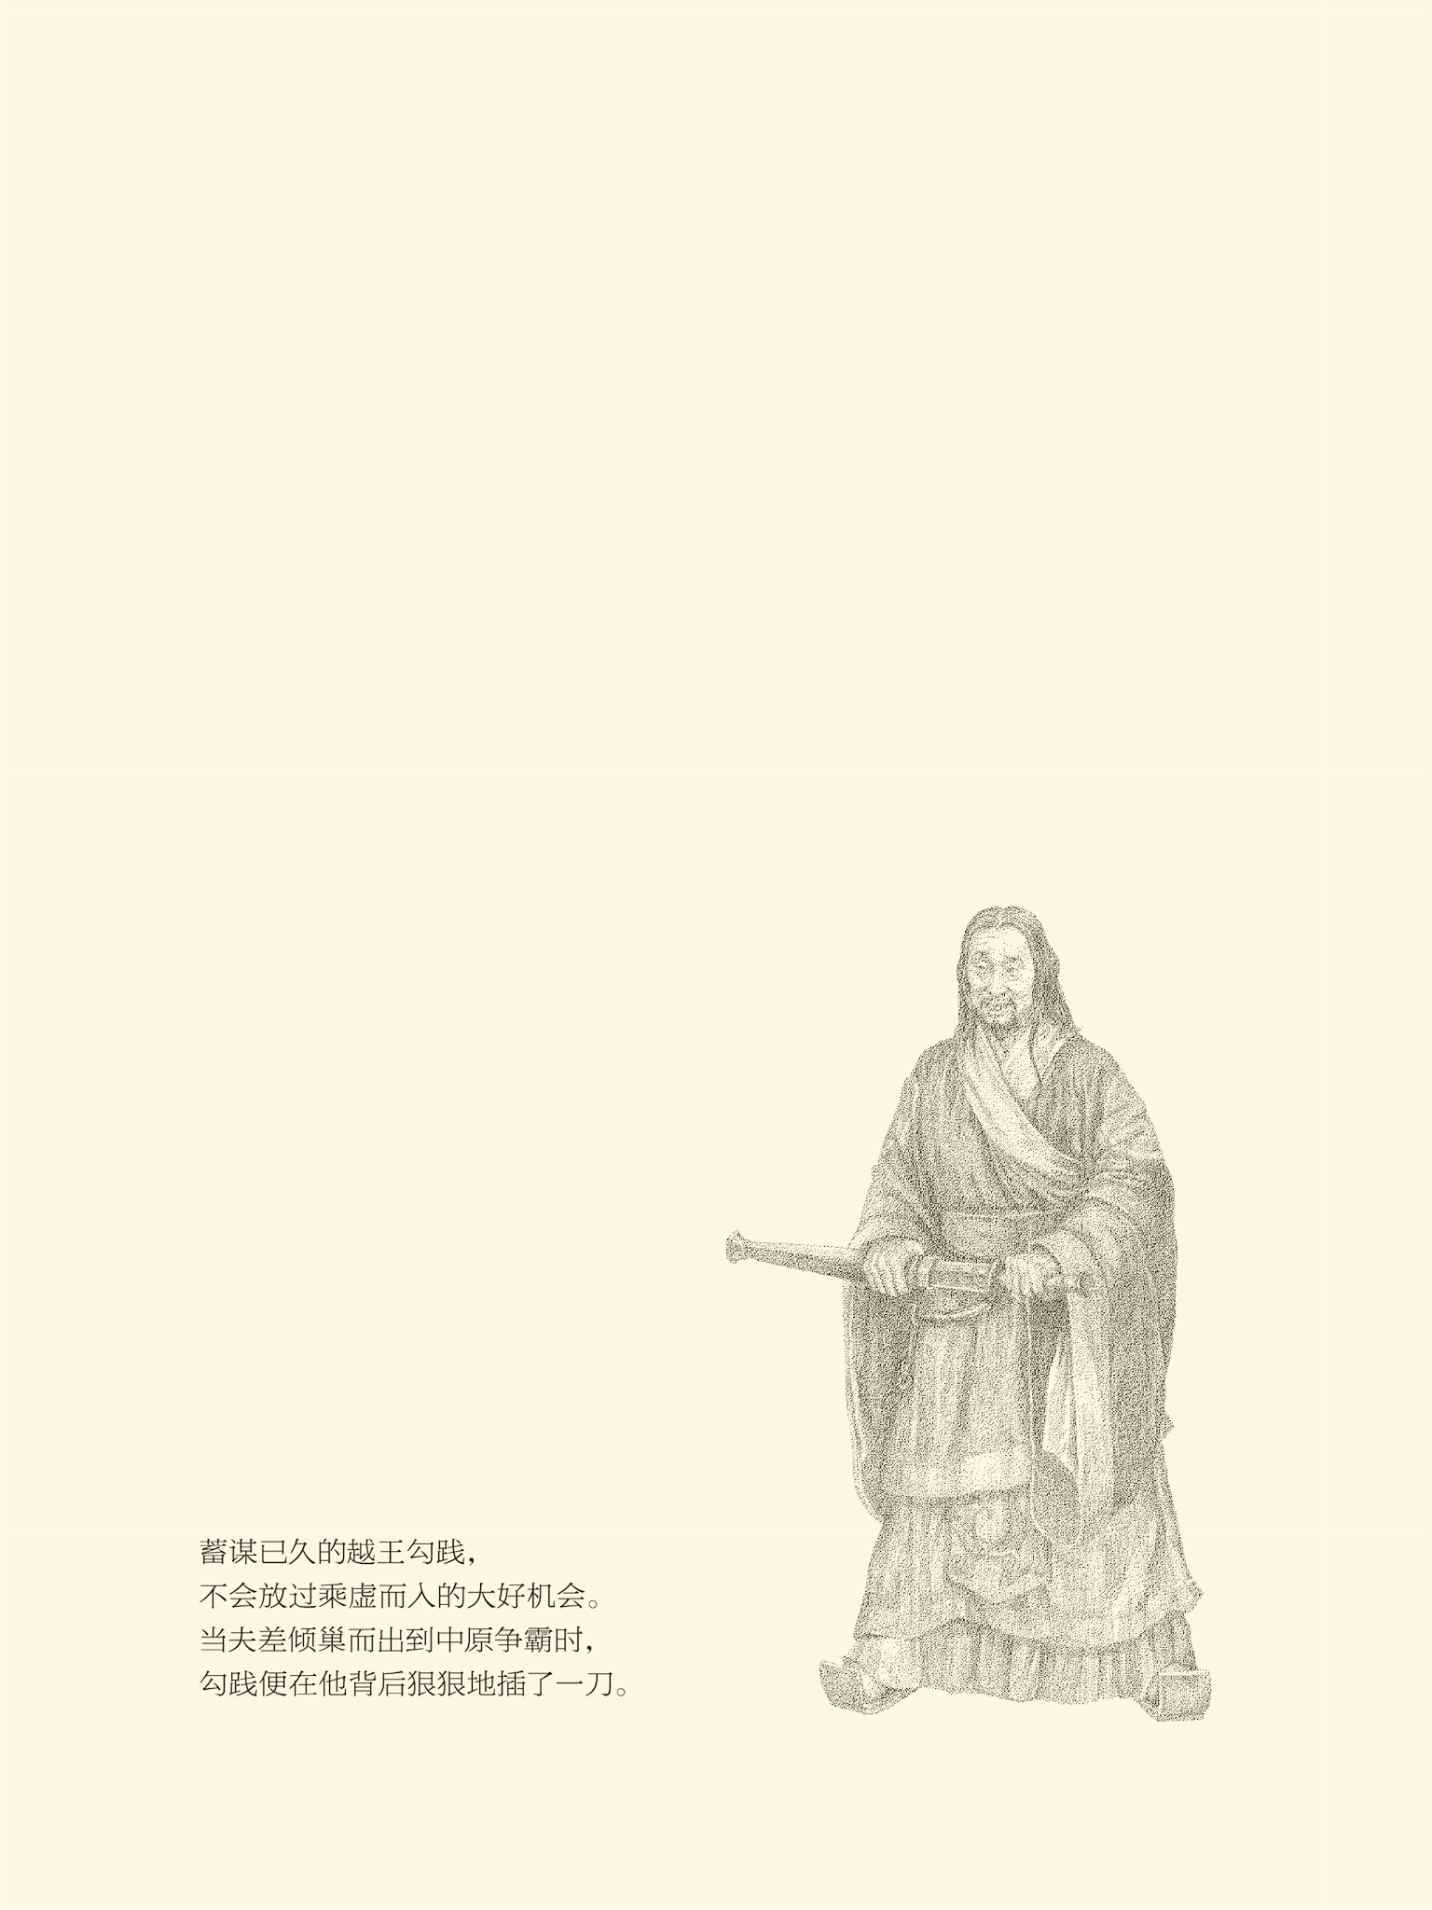 蓄谋已久的越王勾践，
不会放过乘虚而入的大好机会。
当夫差倾巢而出到中原争霸时，
勾践便在他背后狠狠地插了一刀。